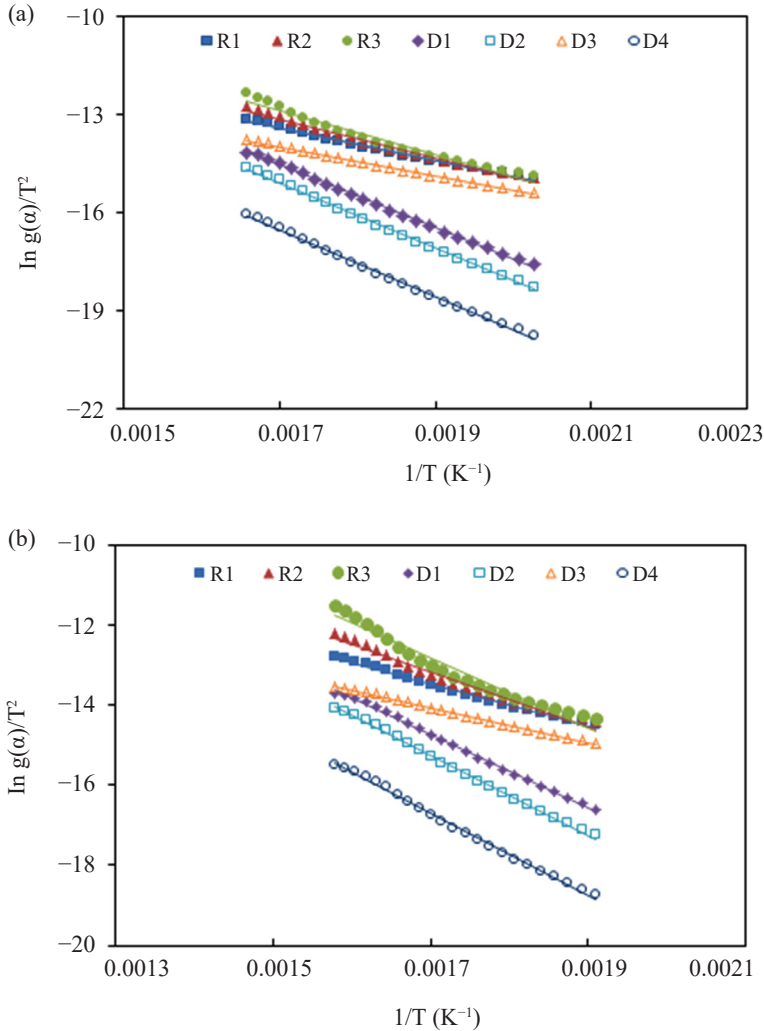 (a)
−10
R1 R2 R3 D1 D2 D3 D4
−13
−16
−19
−22
In g(α)/T²
0.0015 0.0017 0.0019 0.0021 0.0023
1/T (K⁻¹)
(b)
−10
R1 R2 R3 D1 D2 D3 D4
−12
−14
−16
−18
−20
In g(α)/T²
0.0013 0.0015 0.0017 0.0019 0.0021
1/T (K⁻¹)